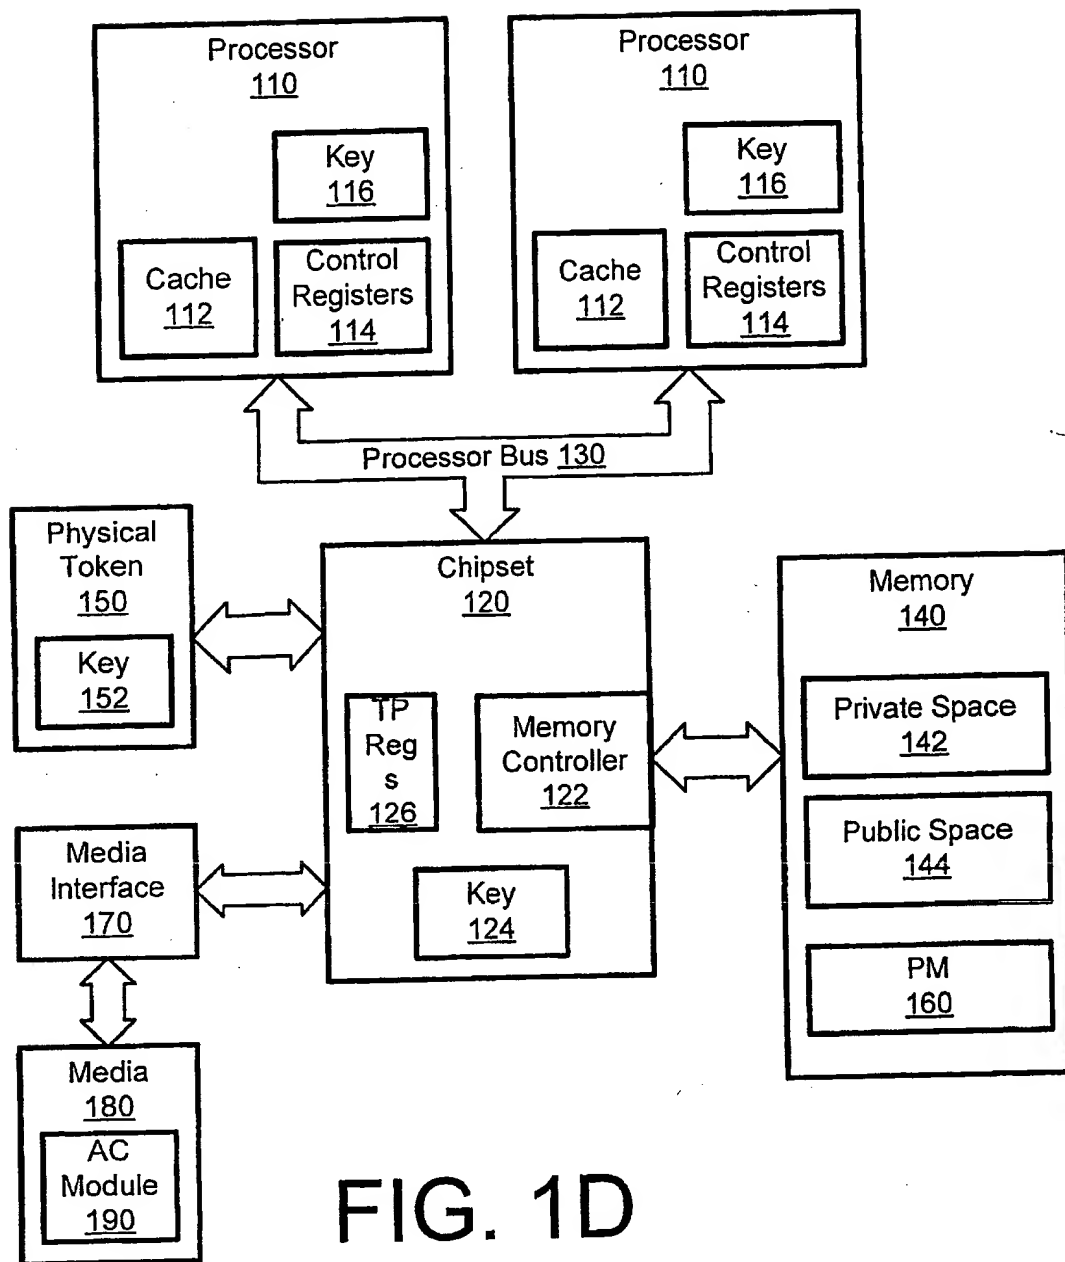 Processor
110
Key
116
Cache
112
Control
Registers
114
Processor
110
Key
116
Cache
112
Control
Registers
114
Processor Bus 130
Physical
Token
150
Key
152
Chipset
120
TP
Reg
s
126
Memory
Controller
122
Key
124
Memory
140
Private Space
142
Public Space
144
PM
160
Media
Interface
170
Media
180
AC
Module
190
FIG. 1D